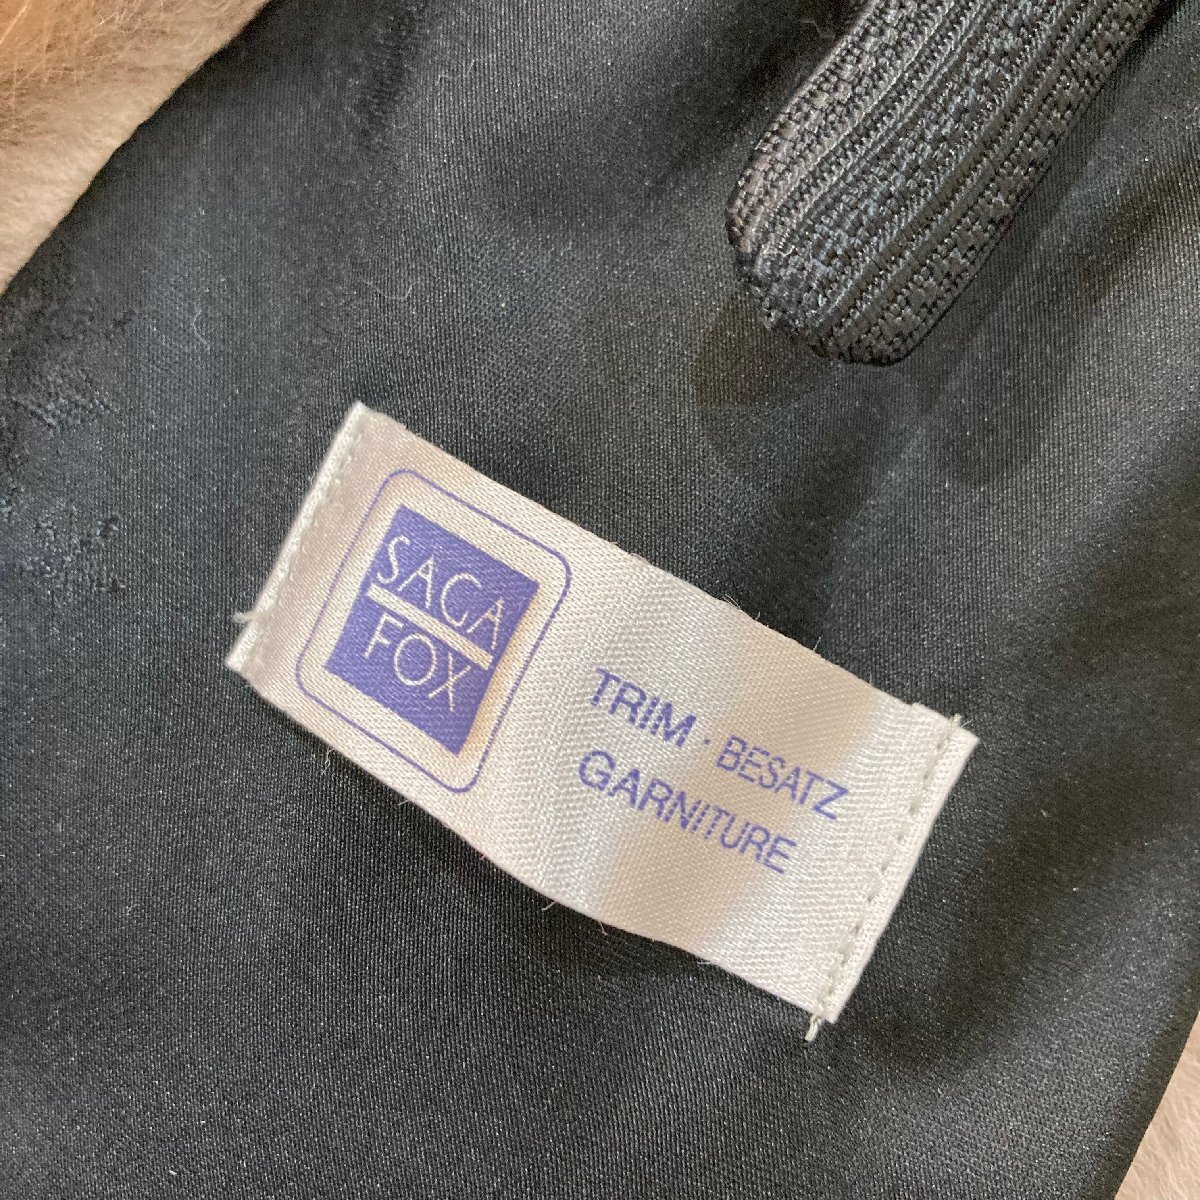 SAGA
FOX
TRIM · BESATZ
GARNITURE